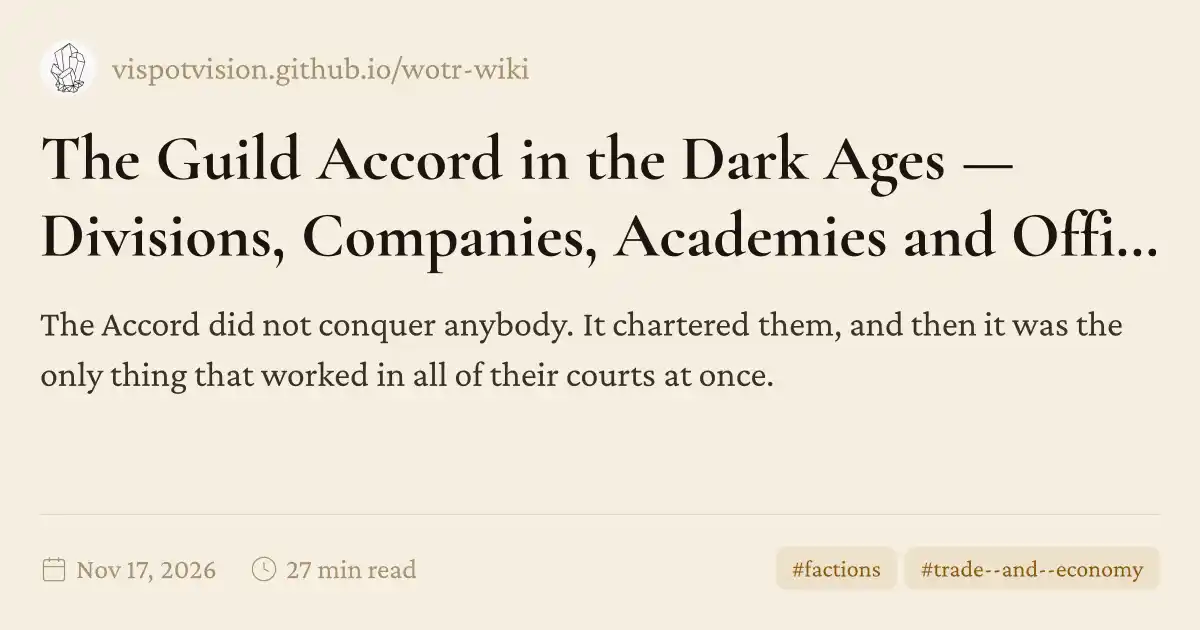 vispotvision.github.io/wotr-wiki
The Guild Accord in the Dark Ages —
Divisions, Companies, Academies and Offi...
The Accord did not conquer anybody. It chartered them, and then it was the
only thing that worked in all of their courts at once.
Nov 17, 2026
27 min read
#factions
#trade--and--economy